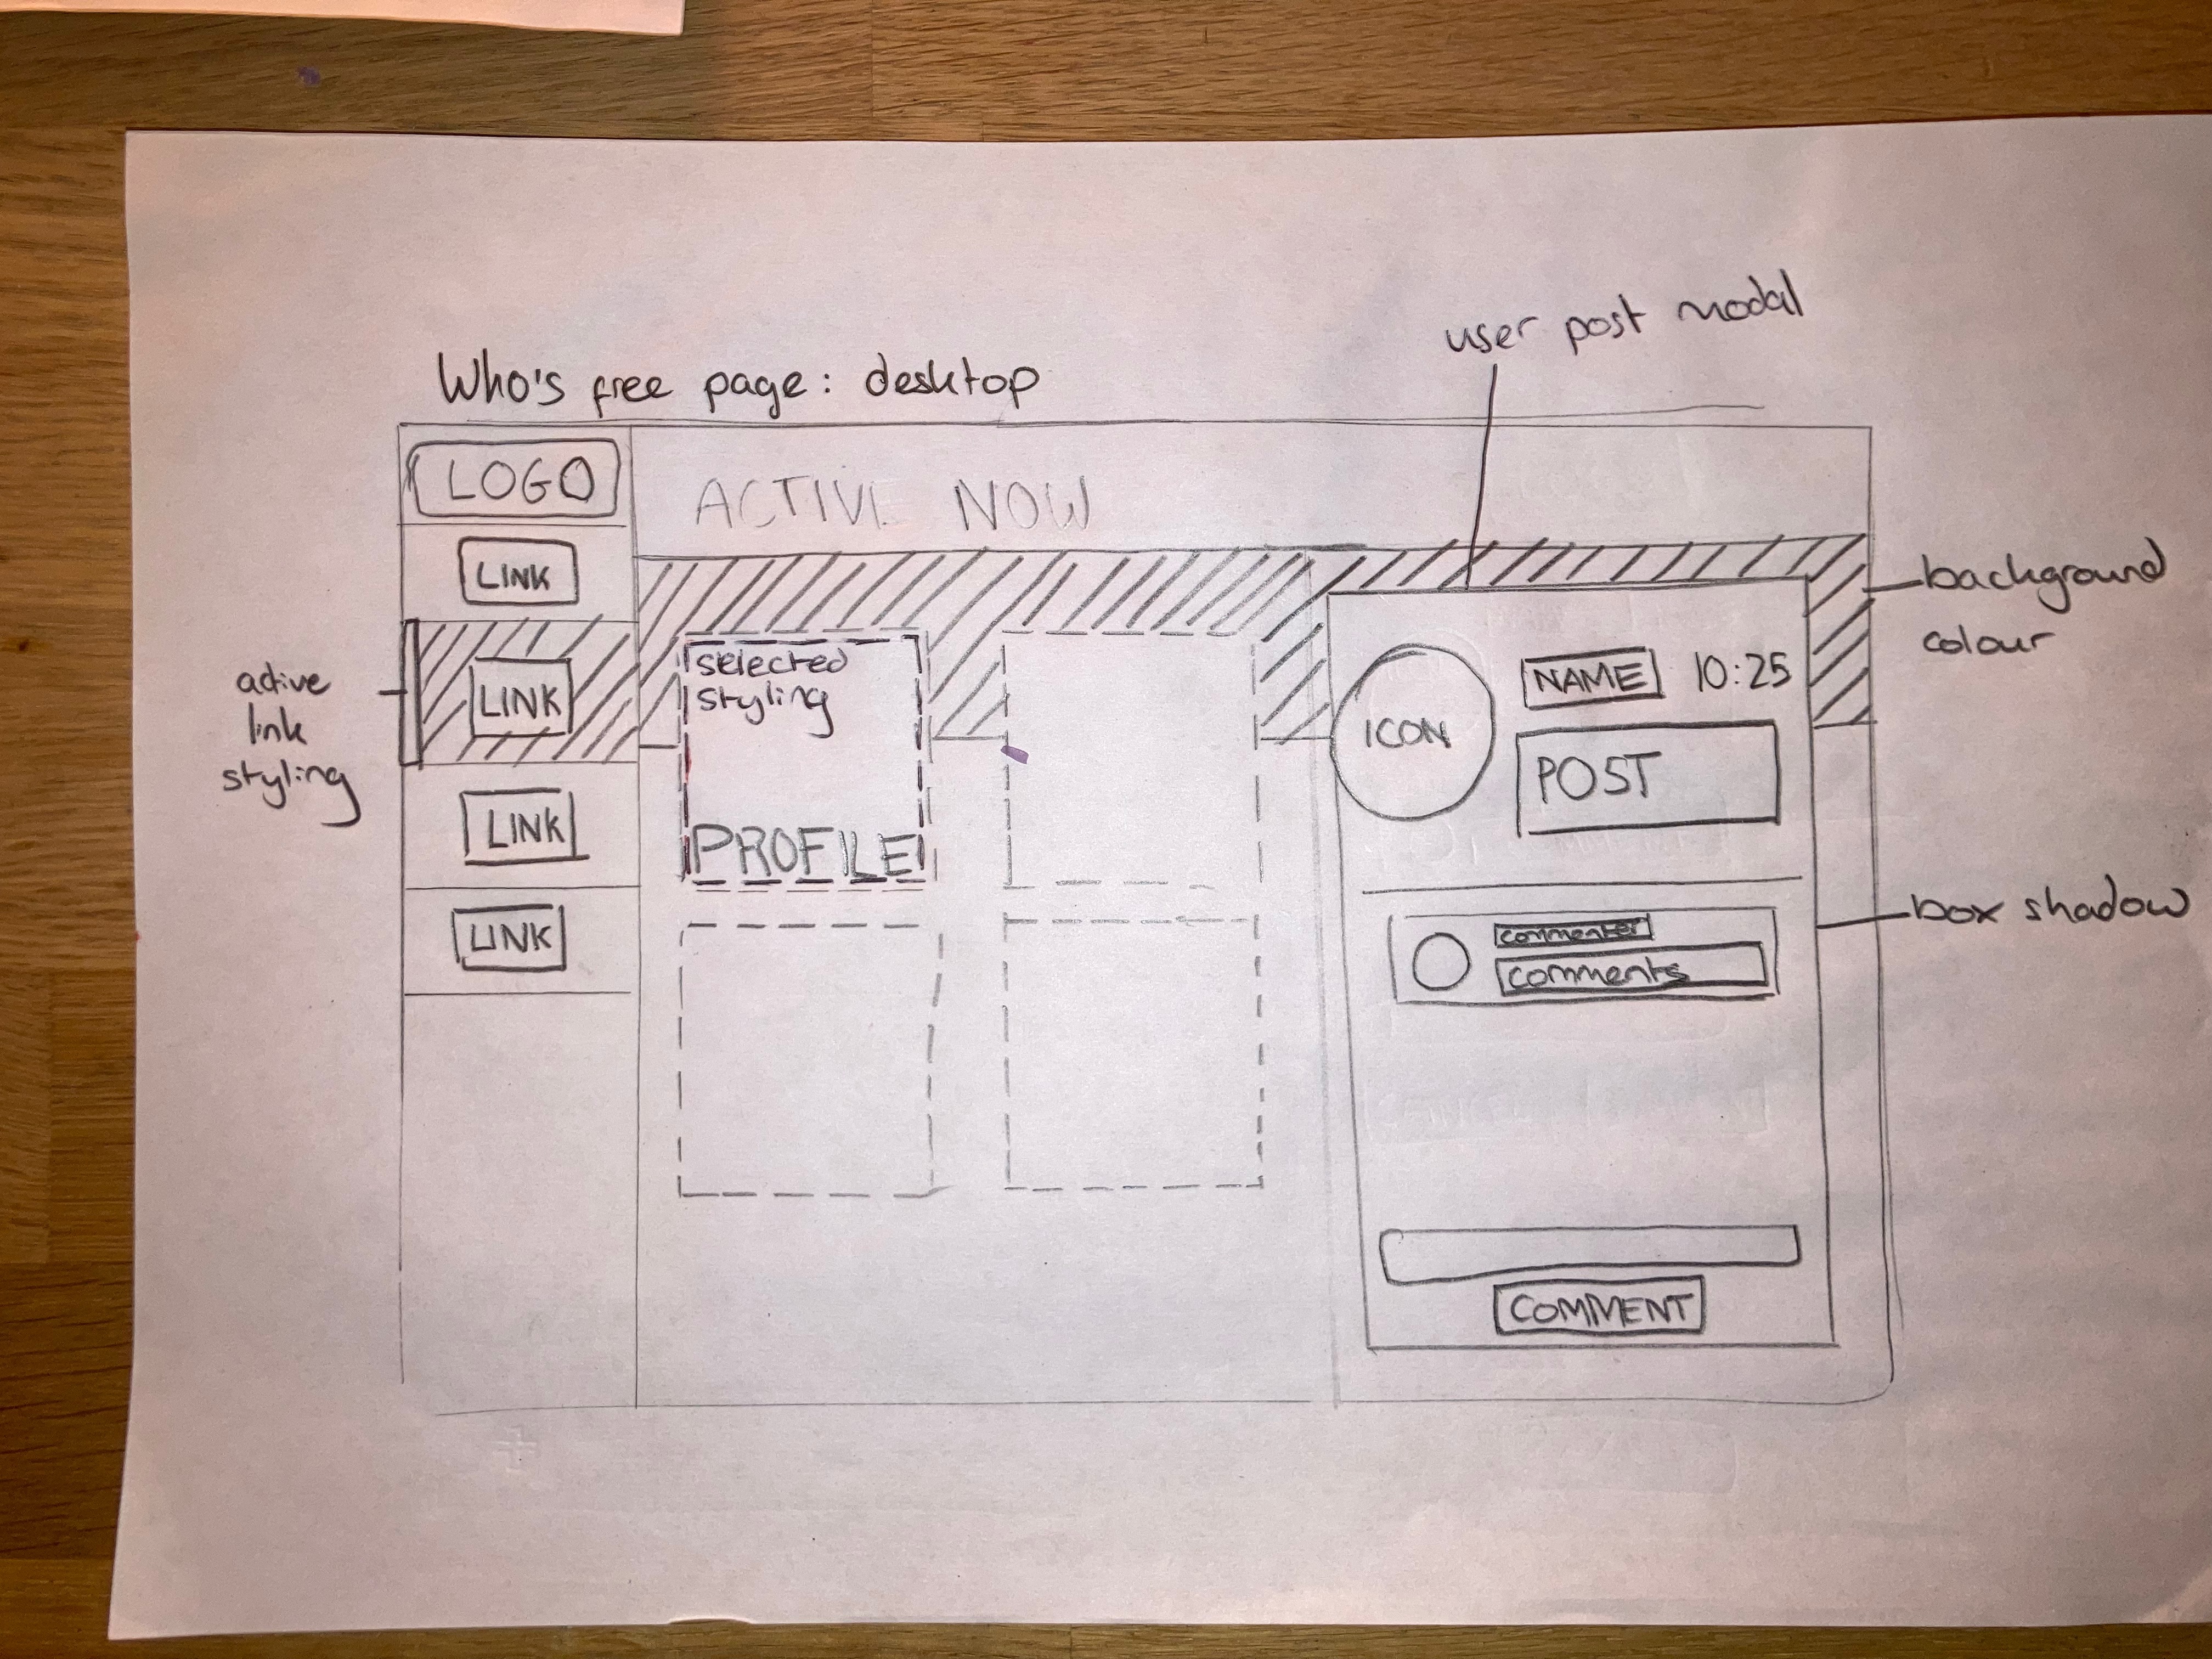 user post modal
Who's free page: desktop
LOGO
ACTIVE NOW
LINK
background
colour
selected
styling
NAME 10:25
active
link
styling
LINK
ICON
POST
LINK
PROFILE
box shadow
LINK
commenter
comments
COMMENT